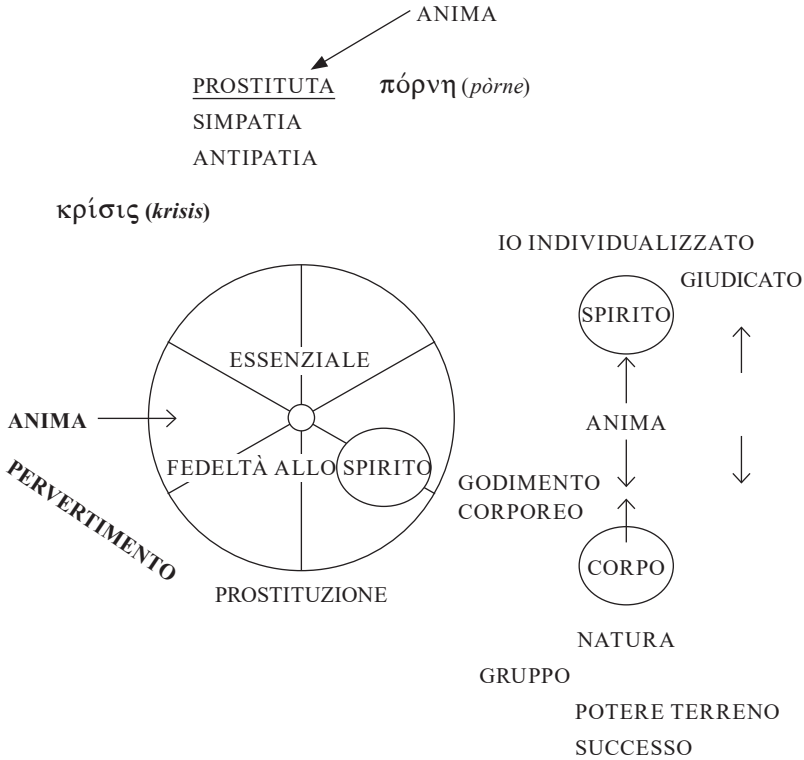 ANIMA
PROSTITUTA πόρνη (pòrne)
SIMPATIA
ANTIPATIA
κρίσις (krisis)
IO INDIVIDUALIZZATO
GIUDICATO
SPIRITO
ESSENZIALE
ANIMA
ANIMA
FEDELTÀ ALLO SPIRITO
GODIMENTO
CORPOREO
PERVERTIMENTO
CORPO
PROSTITUZIONE
NATURA
GRUPPO
POTERE TERRENO
SUCCESSO